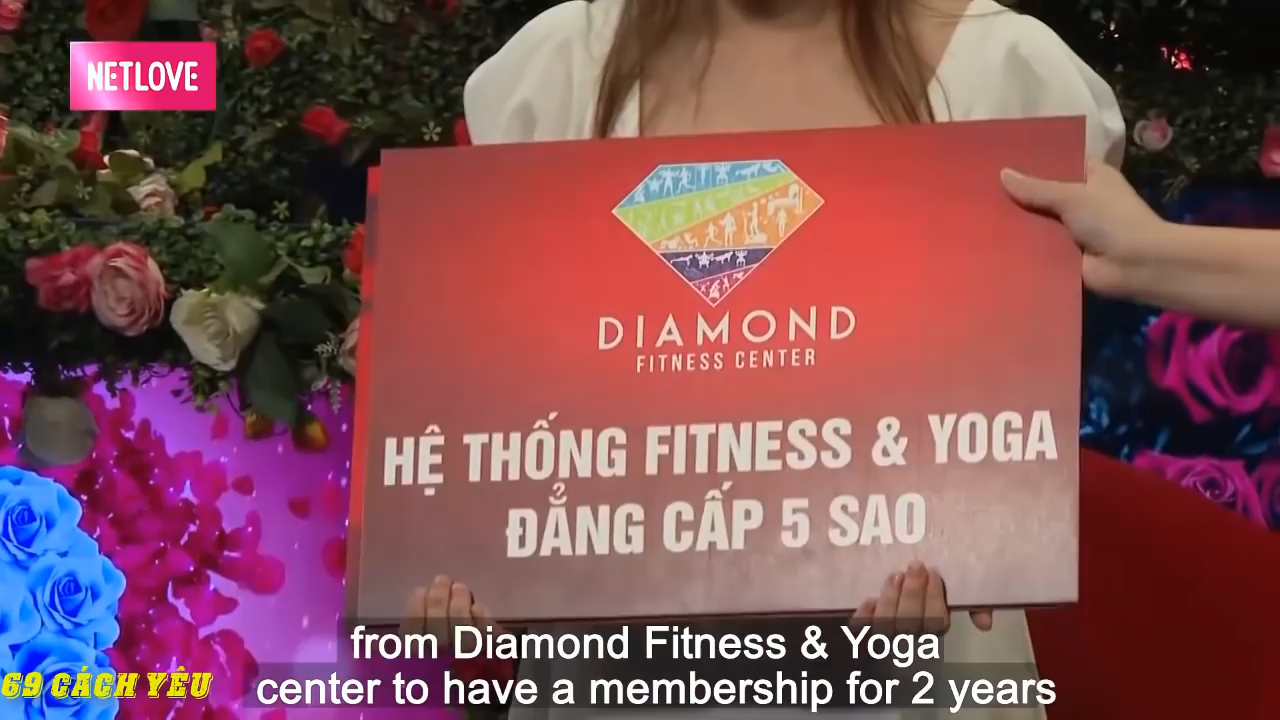 NETLOVE
DIAMOND
FITNESS CENTER
HỆ THỐNG FITNESS & YOGA
ĐẲNG CẤP 5 SAO
from Diamond Fitness & Yoga
center to have a membership for 2 years
69 CÁCH YÊU